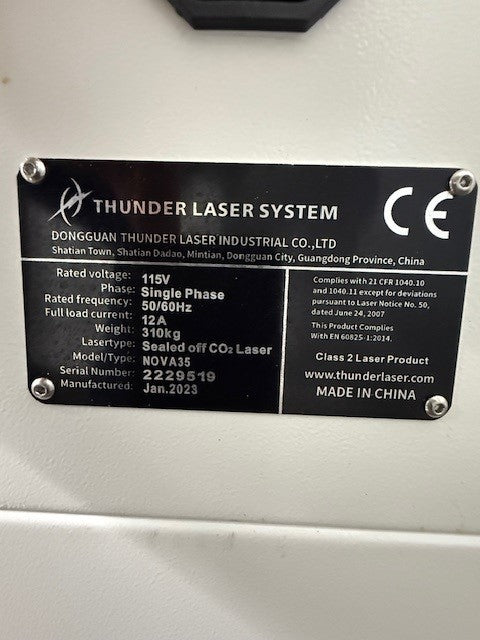 THUNDER LASER SYSTEM
CE
DONGGUAN THUNDER LASER INDUSTRIAL CO.,LTD
Shatian Town, Shatian Dadao, Mintian, Dongguan City, Guangdong Province, China
Rated voltage: 115V
Phase: Single Phase
Rated frequency: 50/60Hz
Full load current: 12A
Weight: 310kg
Lasertype: Sealed off CO₂ Laser
Model/Type: NOVA35
Serial Number: 2229519
Manufactured: Jan.2023
Complies with 21 CFR 1040.10
and 1040.11 except for deviations
pursuant to Laser Notice No. 50,
dated June 24, 2007
This Product Complies
With EN 60825-1:2014.
Class 2 Laser Product
www.thunderlaser.com
MADE IN CHINA